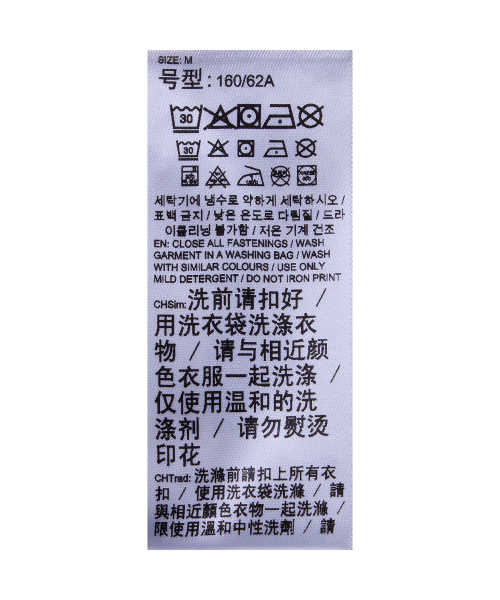 SIZE: M
号型: 160/62A
30
30
세탁기에 냉수로 약하게 세탁하시오 /
표백 금지 / 낮은 온도로 다림질 / 드라
이클리닝 불가함 / 저온 기계 건조
EN: CLOSE ALL FASTENINGS / WASH
GARMENT IN A WASHING BAG / WASH
WITH SIMILAR COLOURS / USE ONLY
MILD DETERGENT / DO NOT IRON PRINT
CHSim: 洗前请扣好 /
用洗衣袋洗涤衣
物 / 请与相近颜
色衣服一起洗涤 /
仅使用温和的洗
涤剂 / 请勿熨烫
印花
CHTrad: 洗滌前請扣上所有衣
扣 / 使用洗衣袋洗滌 / 請
與相近顏色衣物一起洗滌 /
限使用溫和中性洗劑 / 請